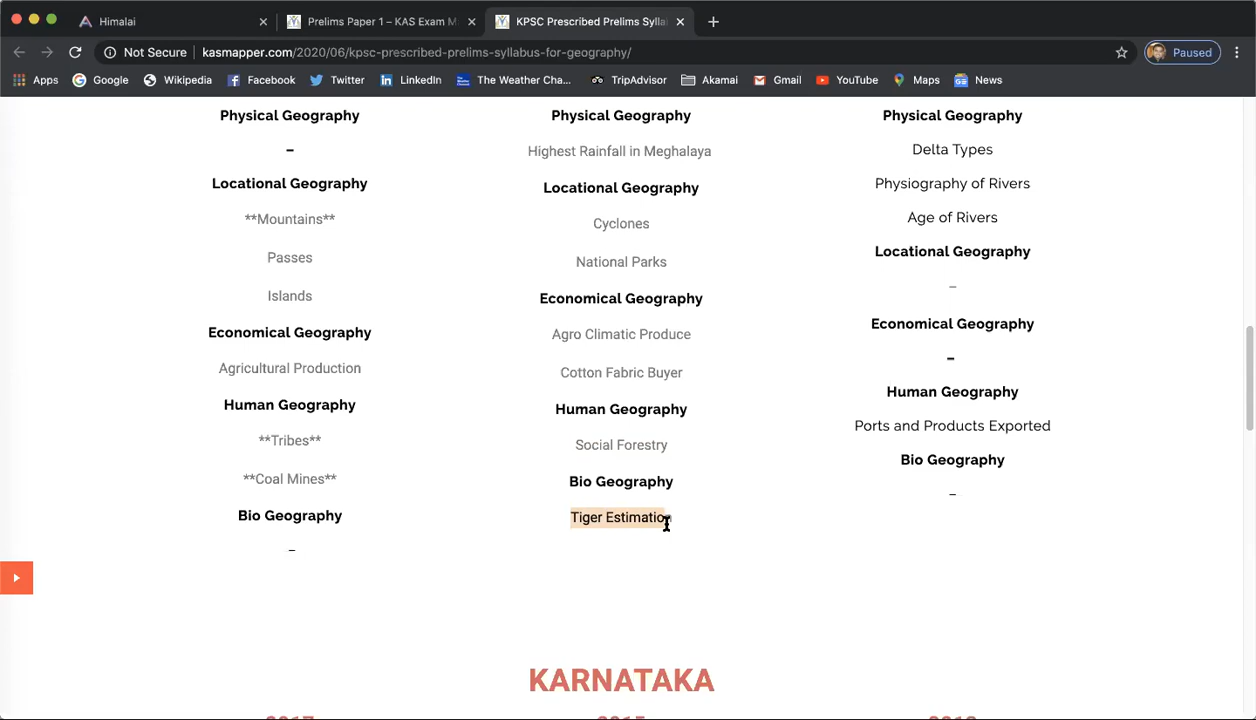 Himalai
Prelims Paper 1 – KAS Exam M
KPSC Prescribed Prelims Sylla
Not Secure
kasmapper.com/2020/06/kpsc-prescribed-prelims-syllabus-for-geography/
Paused
Apps
Google
Wikipedia
Facebook
Twitter
LinkedIn
The Weather Cha...
TripAdvisor
Akamai
Gmail
YouTube
Maps
News
Physical Geography
–
Locational Geography
**Mountains**
Passes
Islands
Economical Geography
Agricultural Production
Human Geography
**Tribes**
**Coal Mines**
Bio Geography
–
Physical Geography
Highest Rainfall in Meghalaya
Locational Geography
Cyclones
National Parks
Economical Geography
Agro Climatic Produce
Cotton Fabric Buyer
Human Geography
Social Forestry
Bio Geography
Tiger Estimation
Physical Geography
Delta Types
Physiography of Rivers
Age of Rivers
Locational Geography
–
Economical Geography
–
Human Geography
Ports and Products Exported
Bio Geography
–
KARNATAKA